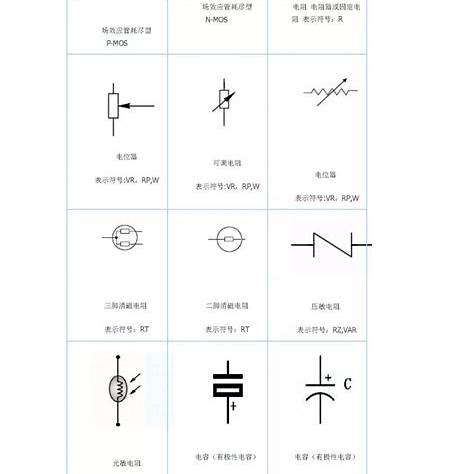 场效应管耗尽型
P-MOS
场效应管耗尽型
N-MOS
电阻 电阻器或固定电
阻 表示符号：R
电位器
表示符号:VR，RP,W
可调电阻
表示符号:VR，RP,W
电位器
表示符号:VR，RP,W
三脚消磁电阻
表示符号：RT
二脚消磁电阻
表示符号：RT
压敏电阻
表示符号：RZ,VAR
光敏电阻
电容（有极性电容）
+
C
电容（有极性电容）